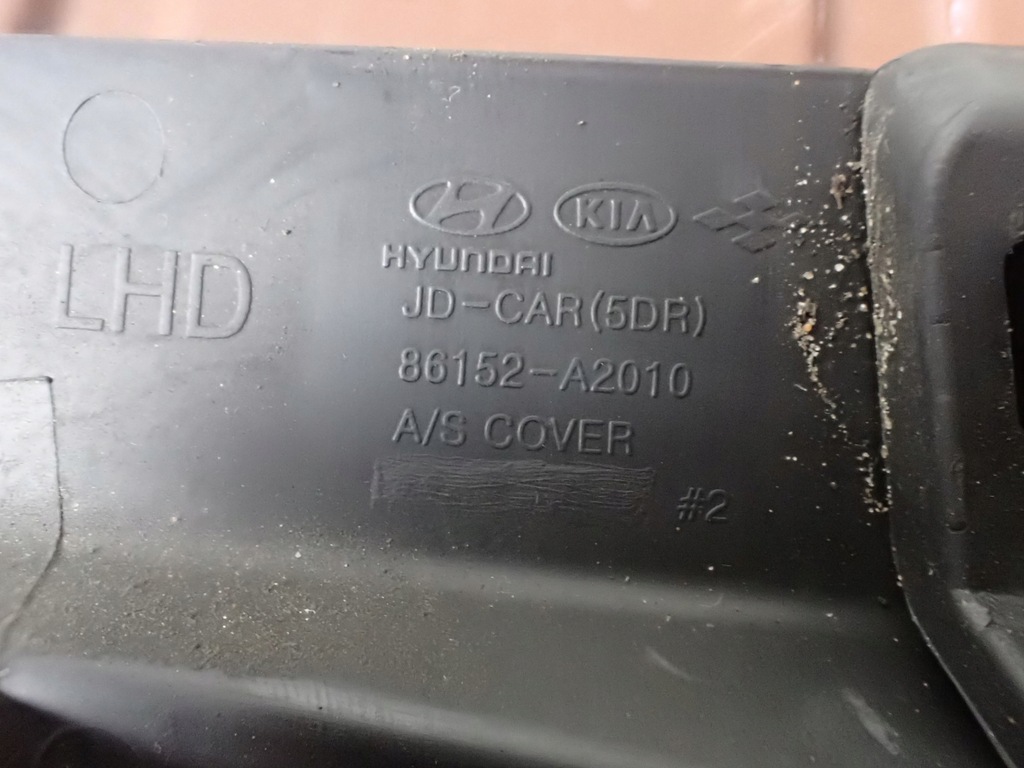 KIA
HYUNDAI
LHD
JD-CAR(5DR)
86152-A2010
A/S COVER
#2